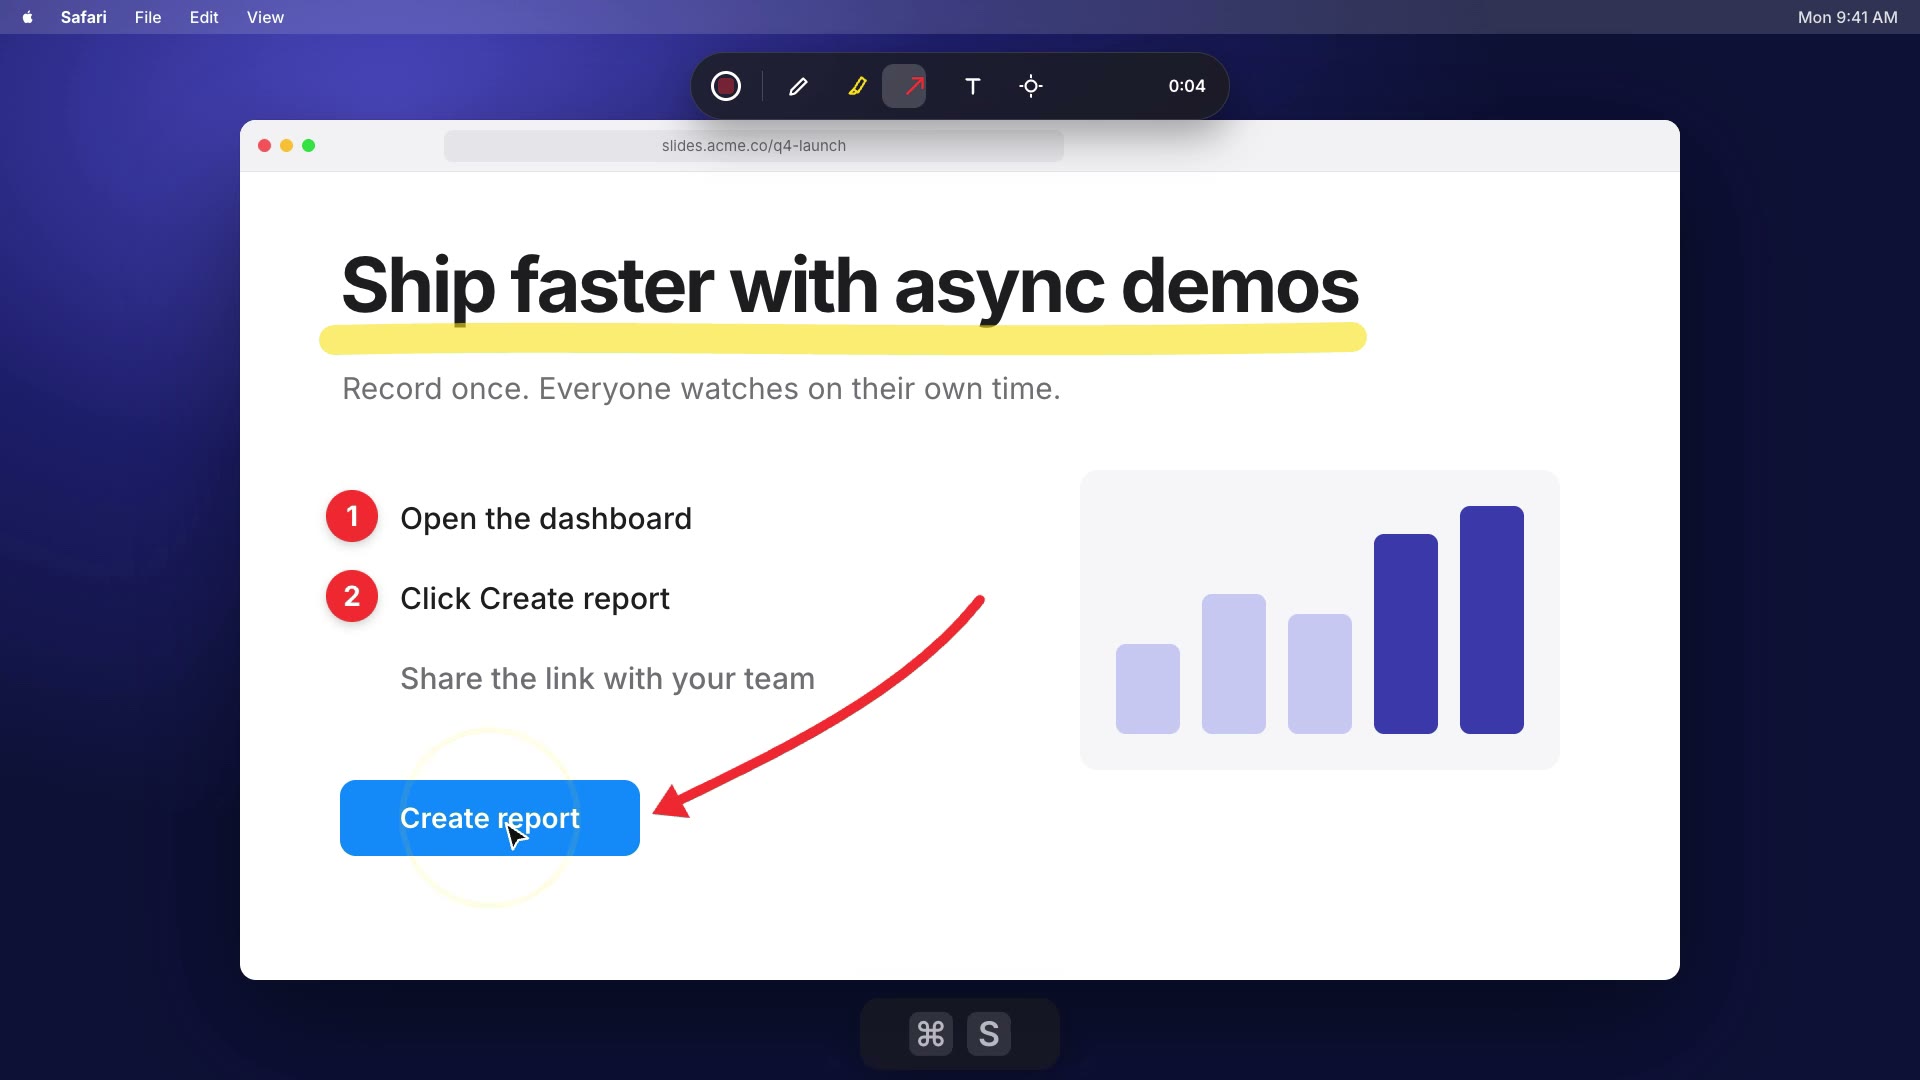 Safari File Edit View Mon 9:41 AM
T 0:04
slides.acme.co/q4-launch
Ship faster with async demos
Record once. Everyone watches on their own time.
1 Open the dashboard
2 Click Create report
Share the link with your team
Create report
⌘ S